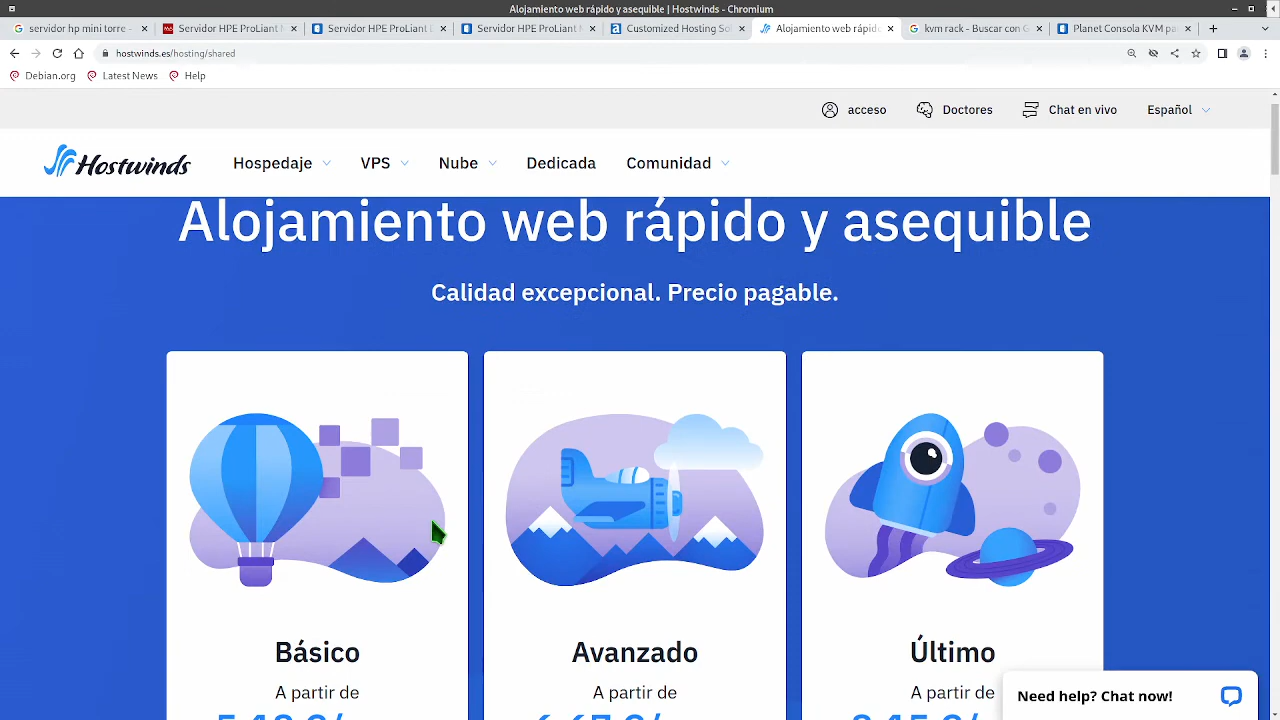 Alojamiento web rápido y asequible | Hostwinds - Chromium
servidor hp mini torre -
Servidor HPE ProLiant M
Servidor HPE ProLiant D
Servidor HPE ProLiant M
Customized Hosting Sol
Alojamiento web rápido
kvm rack - Buscar con G
Planet Consola KVM pa
hostwinds.es/hosting/shared
Debian.org
Latest News
Help
acceso
Doctores
Chat en vivo
Español
Hostwinds
Hospedaje
VPS
Nube
Dedicada
Comunidad
Alojamiento web rápido y asequible
Calidad excepcional. Precio pagable.
Básico
A partir de
Avanzado
A partir de
Último
A partir de
Need help? Chat now!